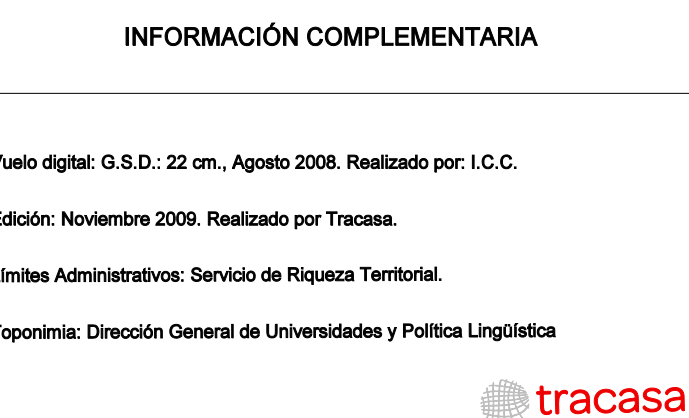 INFORMACIÓN COMPLEMENTARIA
Vuelo digital: G.S.D.: 22 cm., Agosto 2008. Realizado por: I.C.C.
Edición: Noviembre 2009. Realizado por Tracasa.
Límites Administrativos: Servicio de Riqueza Territorial.
Toponimia: Dirección General de Universidades y Política Lingüística
tracasa